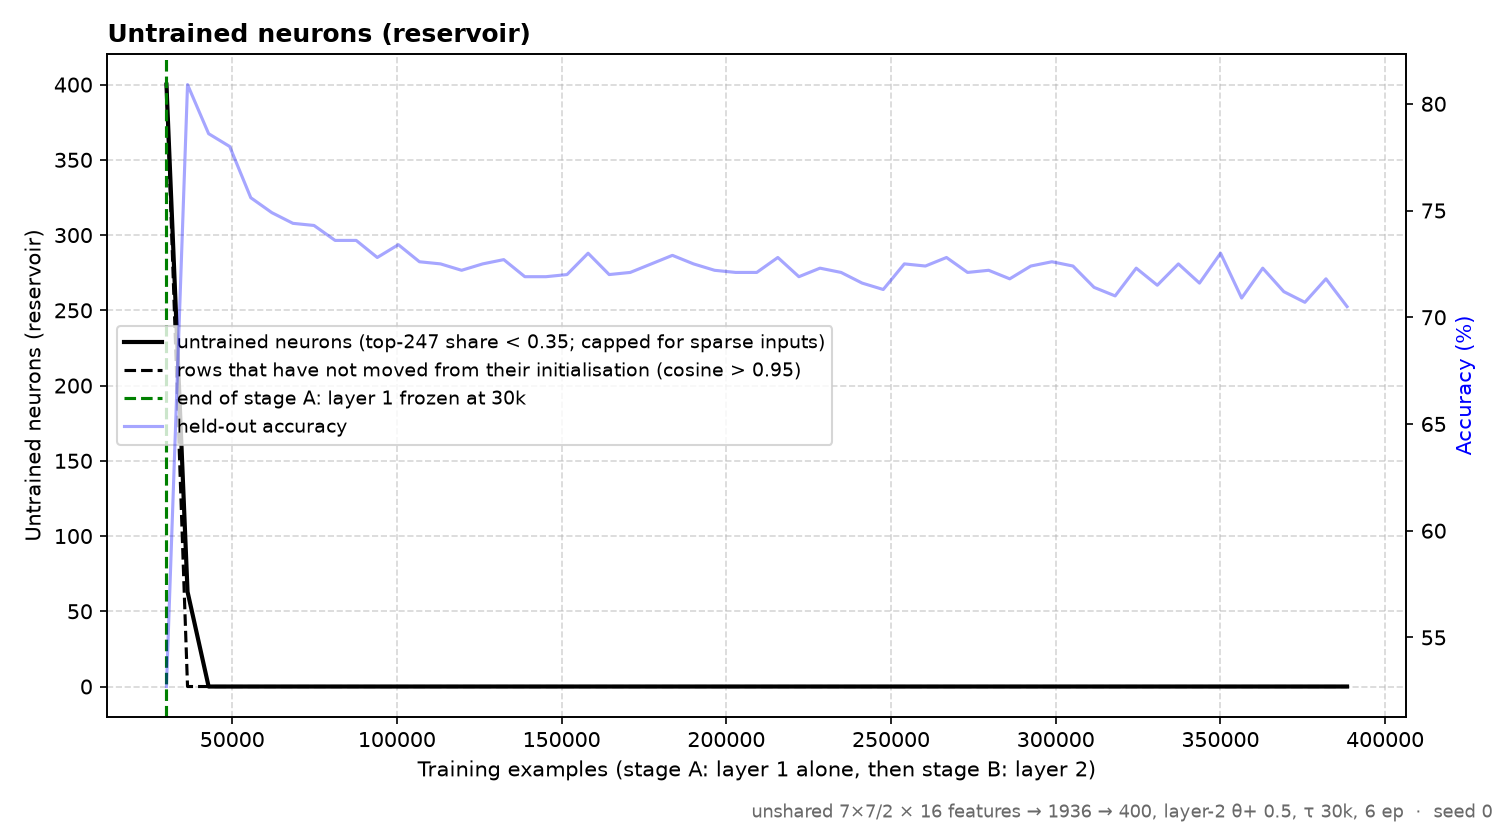 Untrained neurons (reservoir)
400
350
300
250
200
150
100
50
0
Untrained neurons (reservoir)
80
75
70
65
60
55
Accuracy (%)
untrained neurons (top-247 share < 0.35; capped for sparse inputs)
rows that have not moved from their initialisation (cosine > 0.95)
end of stage A: layer 1 frozen at 30k
held-out accuracy
50000 100000 150000 200000 250000 300000 350000 400000
Training examples (stage A: layer 1 alone, then stage B: layer 2)
unshared 7×7/2 × 16 features → 1936 → 400, layer-2 θ+ 0.5, τ 30k, 6 ep · seed 0